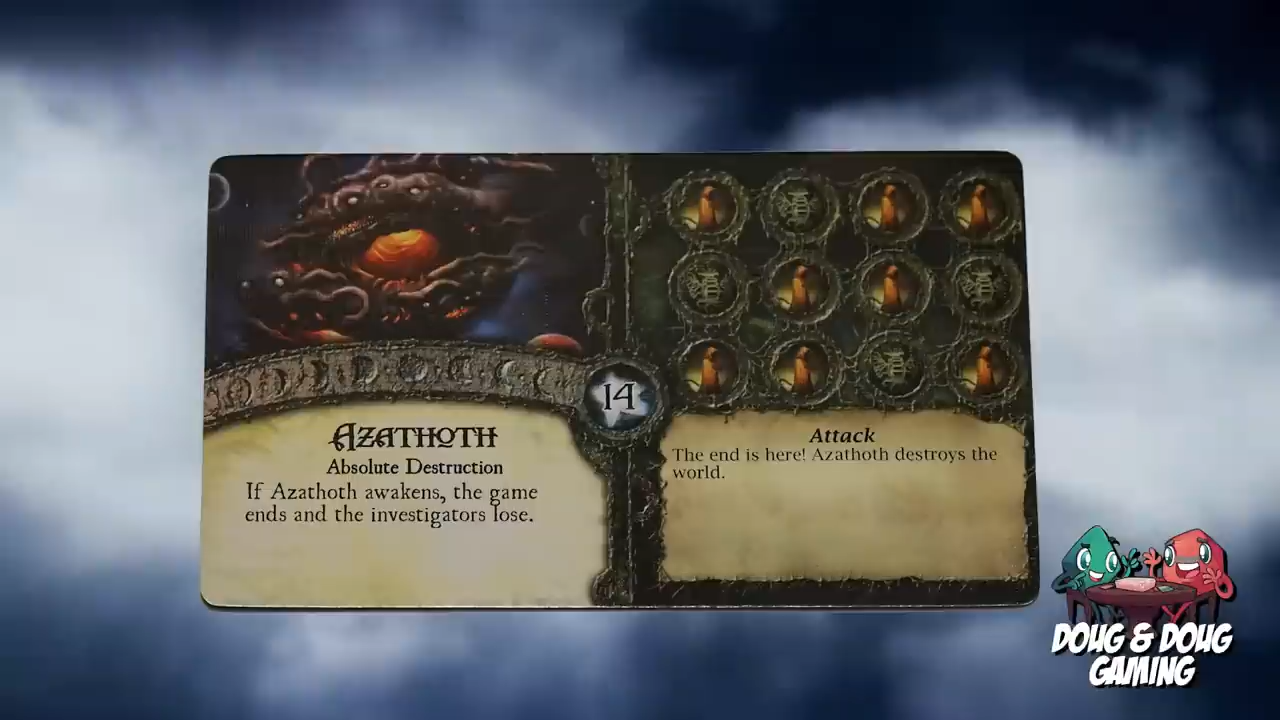 14
AZATHOTH
Absolute Destruction
If Azathoth awakens, the game
ends and the investigators lose.
Attack
The end is here! Azathoth destroys the
world.
DOUG & DOUG
GAMING